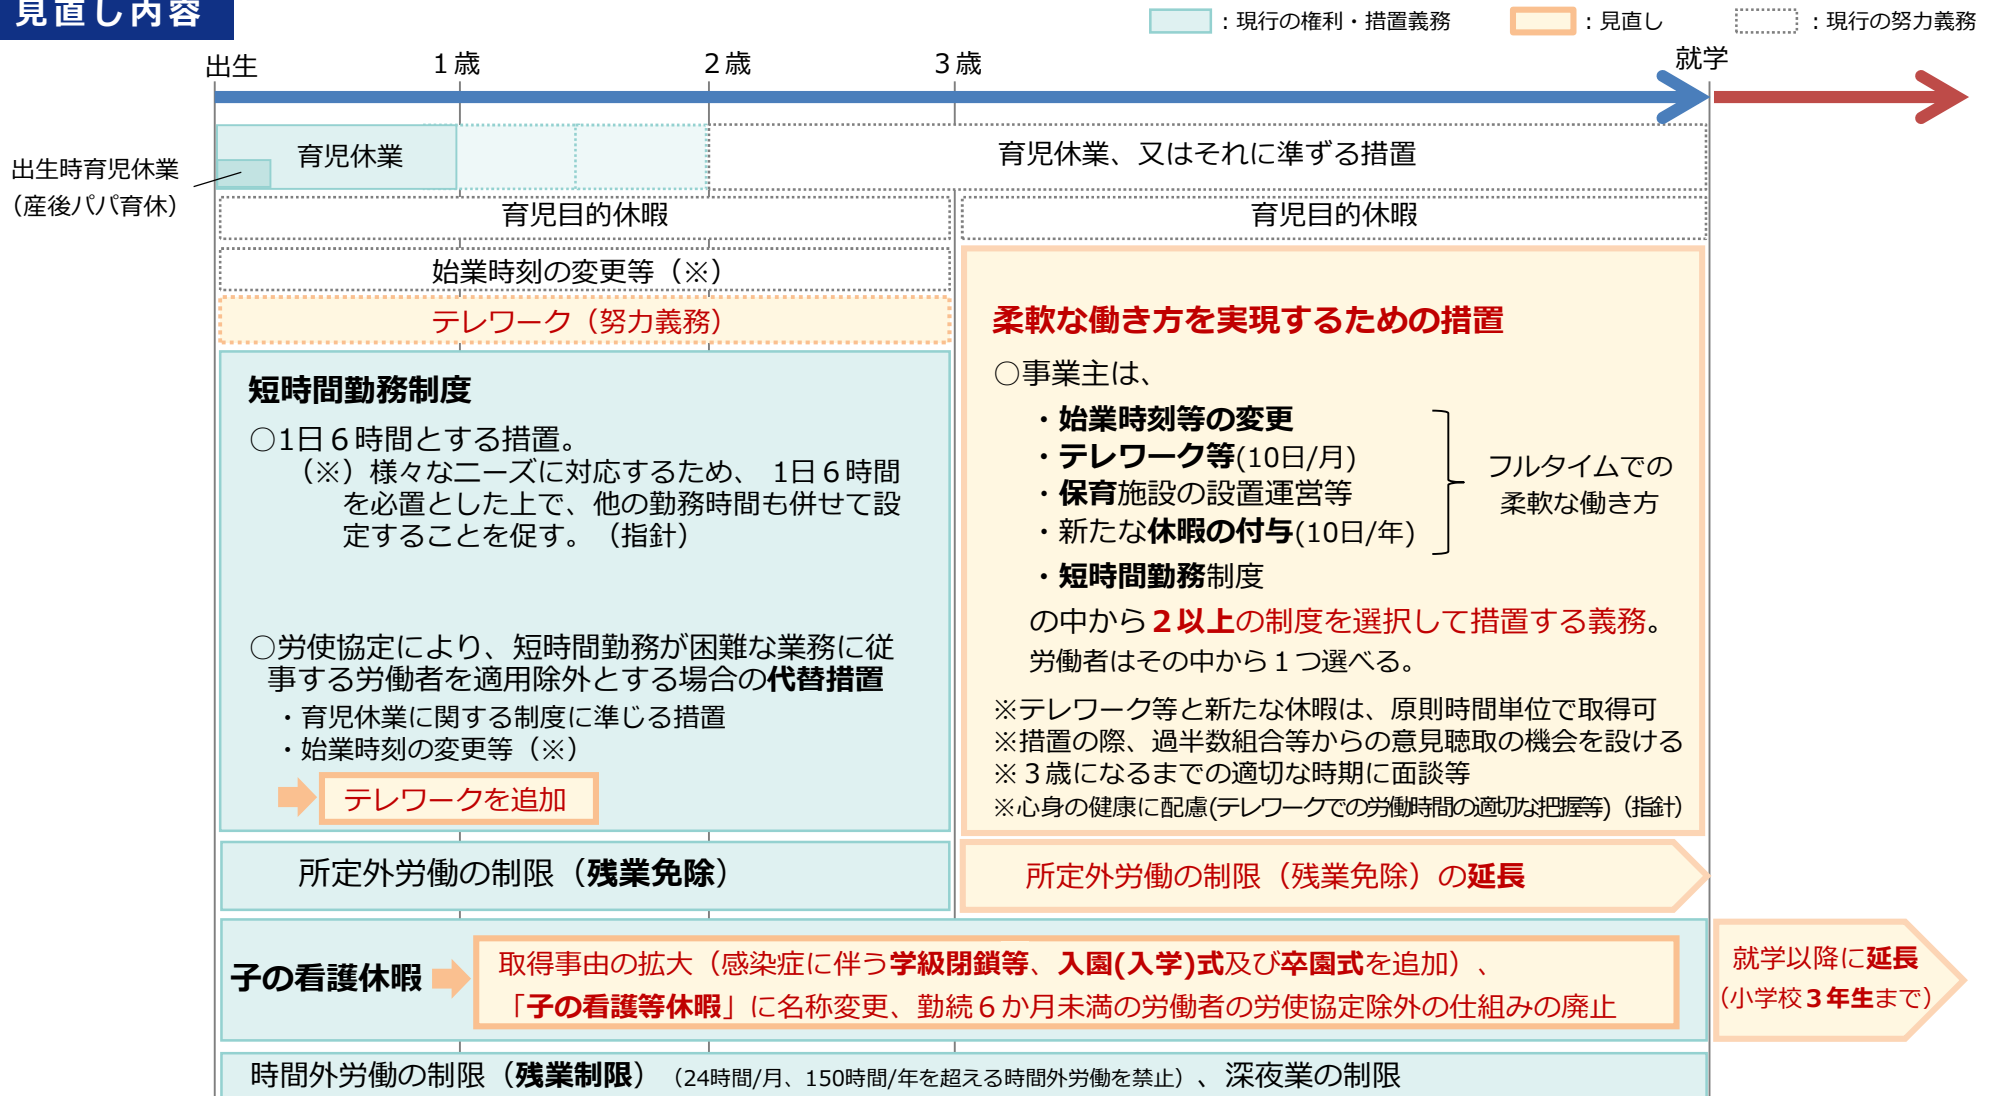 見直し内容
：現行の権利・措置義務
：見直し
：現行の努力義務
出生
１歳
２歳
３歳
就学
出生時育児休業
（産後パパ育休）
育児休業
育児休業、又はそれに準ずる措置
育児目的休暇
育児目的休暇
始業時刻の変更等（※）
テレワーク（努力義務）
短時間勤務制度
○1日６時間とする措置。
（※）様々なニーズに対応するため、 1日６時間
を必置とした上で、他の勤務時間も併せて設
定することを促す。（指針）
○労使協定により、短時間勤務が困難な業務に従
事する労働者を適用除外とする場合の代替措置
・育児休業に関する制度に準じる措置
・始業時刻の変更等（※）
テレワークを追加
柔軟な働き方を実現するための措置
○事業主は、
・始業時刻等の変更
・テレワーク等(10日/月)
・保育施設の設置運営等
・新たな休暇の付与(10日/年)
フルタイムでの
柔軟な働き方
・短時間勤務制度
の中から２以上の制度を選択して措置する義務。
労働者はその中から１つ選べる。
※テレワーク等と新たな休暇は、原則時間単位で取得可
※措置の際、過半数組合等からの意見聴取の機会を設ける
※３歳になるまでの適切な時期に面談等
※心身の健康に配慮(テレワークでの労働時間の適切な把握等)（指針）
所定外労働の制限（残業免除）
所定外労働の制限（残業免除）の延長
子の看護休暇
取得事由の拡大（感染症に伴う学級閉鎖等、入園(入学)式及び卒園式を追加）、
「子の看護等休暇」に名称変更、勤続６か月未満の労働者の労使協定除外の仕組みの廃止
就学以降に延長
（小学校３年生まで）
時間外労働の制限（残業制限）（24時間/月、150時間/年を超える時間外労働を禁止）、深夜業の制限